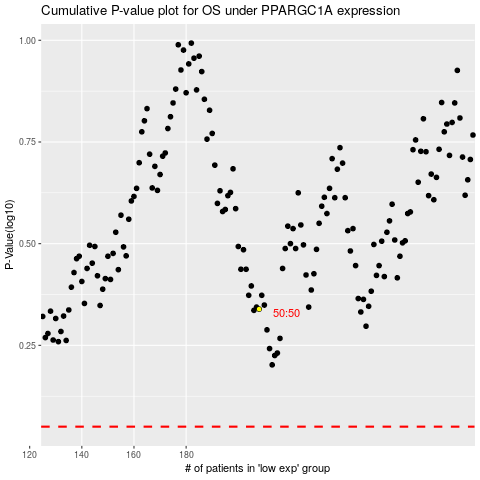 Cumulative P-value plot for OS under PPARGC1A expression
P-Value(log10)
1.00
0.75
0.50
0.25
50:50
120 140 160 180
# of patients in 'low exp' group